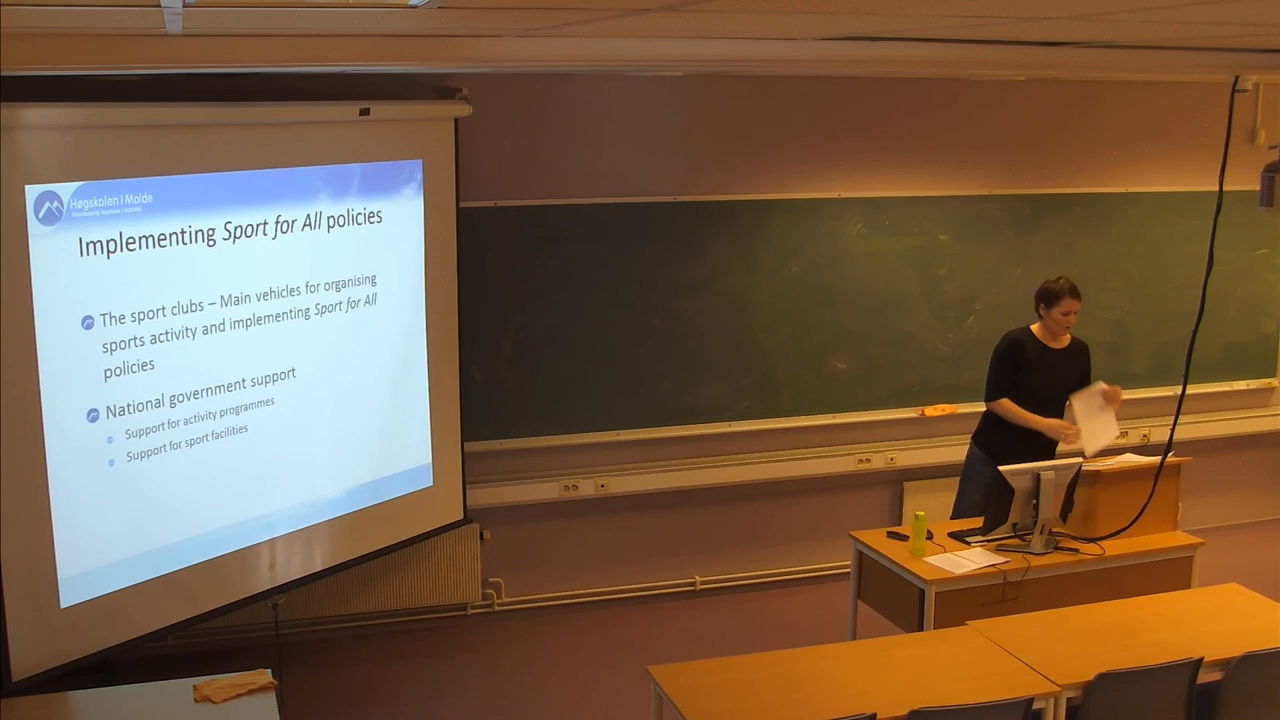 Høgskolen i Molde
Implementing Sport for All policies
The sport clubs – Main vehicles for organising
sports activity and implementing Sport for All
policies
National government support
Support for activity programmes
Support for sport facilities